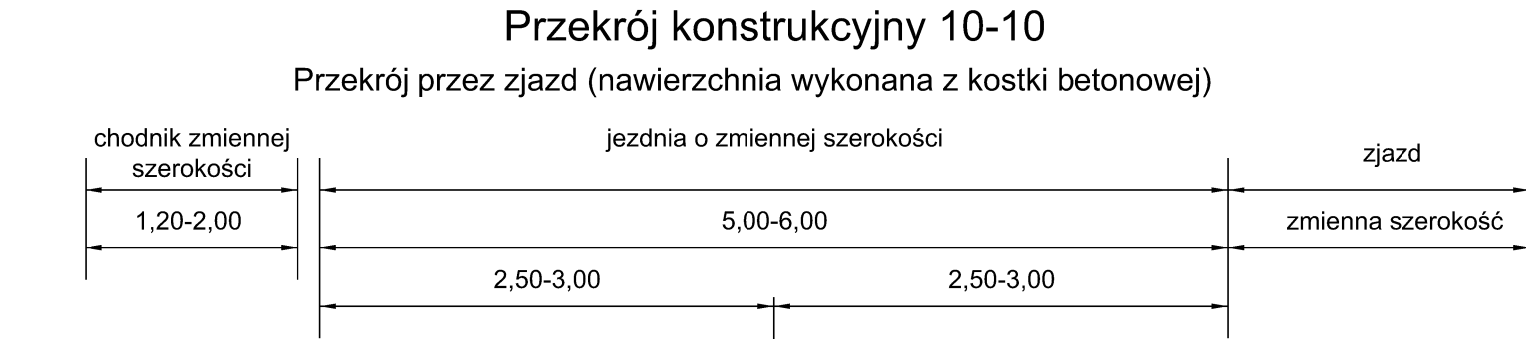 Przekrój konstrukcyjny 10-10
Przekrój przez zjazd (nawierzchnia wykonana z kostki betonowej)
chodnik zmiennej
szerokości
jezdnia o zmiennej szerokości
zjazd
1,20-2,00
5,00-6,00
zmienna szerokość
2,50-3,00
2,50-3,00